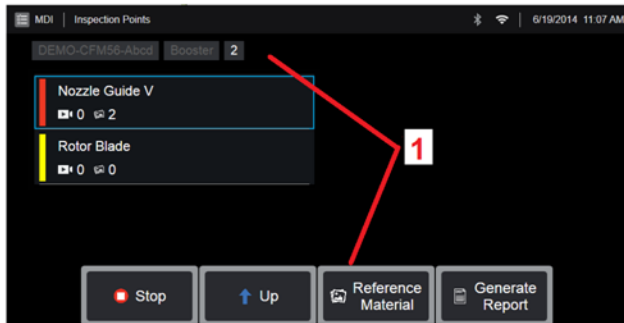 MDI | Inspection Points 6/19/2014 11:07 AM
DEMO-CFM56-Abcd Booster 2
Nozzle Guide V
0 2
1
Rotor Blade
0 0
Stop
Up
Reference
Material
Generate
Report